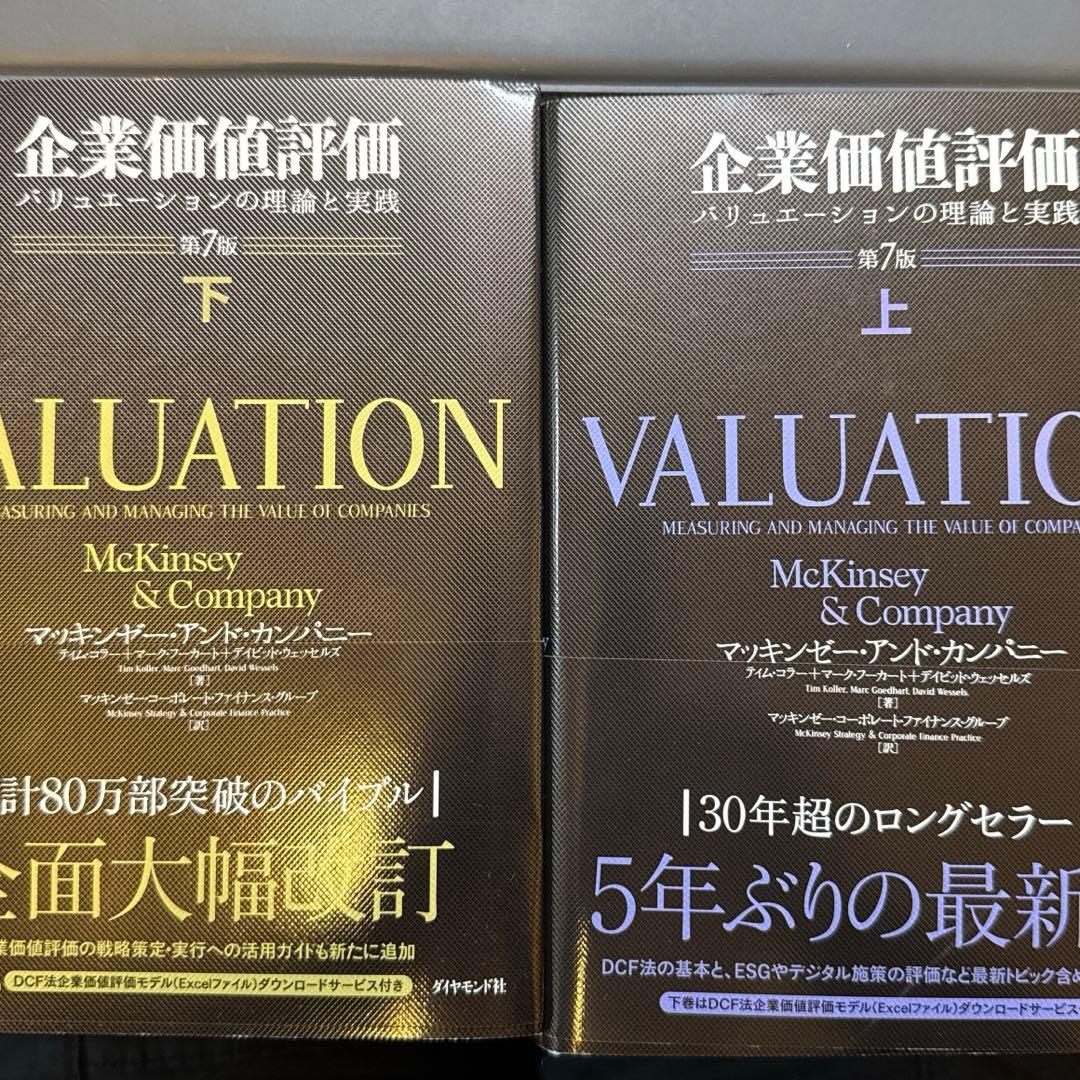 企業価値評価
バリュエーションの理論と実践
第7版
下
ALUATION
ASURING AND MANAGING THE VALUE OF COMPANIES
McKinsey
& Company
マッキンゼー・アンド・カンパニー
ティム・コラー+マーク・フーカート+デイビッド・ウェッセルズ
Tim Koller, Marc Goedhart, David Wessels
[著]
マッキンゼー・コーポレート・ファイナンス・グループ
McKinsey Strategy & Corporate Finance Practice
[訳]
計80万部突破のバイブル
全面大幅改訂
業価値評価の戦略策定・実行への活用ガイドも新たに追加
DCF法企業価値評価モデル(Excelファイル)ダウンロードサービス付き
ダイヤモンド社
企業価値評価
バリュエーションの理論と実践
第7版
上
VALUATIO
MEASURING AND MANAGING THE VALUE OF COMPA
McKinsey
& Company
マッキンゼー・アンド・カンパニー
ティム・コラー+マーク・フーカート+デイビッド・ウェッセルズ
Tim Koller, Marc Goedhart, David Wessels
[著]
マッキンゼー・コーポレート・ファイナンス・グループ
McKinsey Strategy & Corporate Finance Practice
[訳]
30年超のロングセラー
5年ぶりの最新
DCF法の基本と、ESGやデジタル施策の評価など最新トピック含め
下巻はDCF法企業価値評価モデル(Excelファイル)ダウンロードサービス